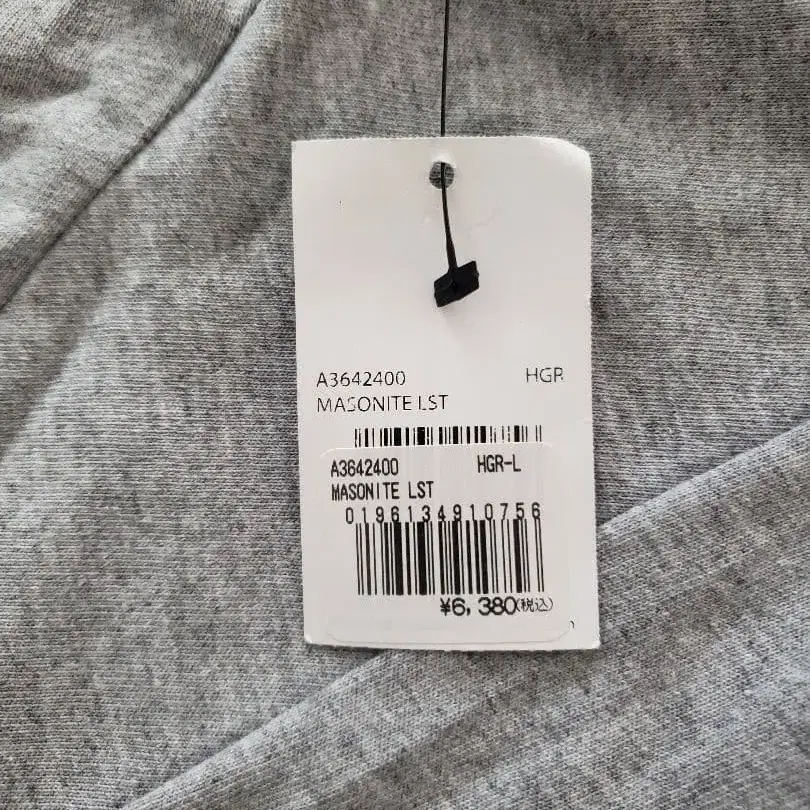 A3642400 HGR
MASONITE LST
A3642400 HGR-L
MASONITE LST
0196134910756
¥6,380(税込)